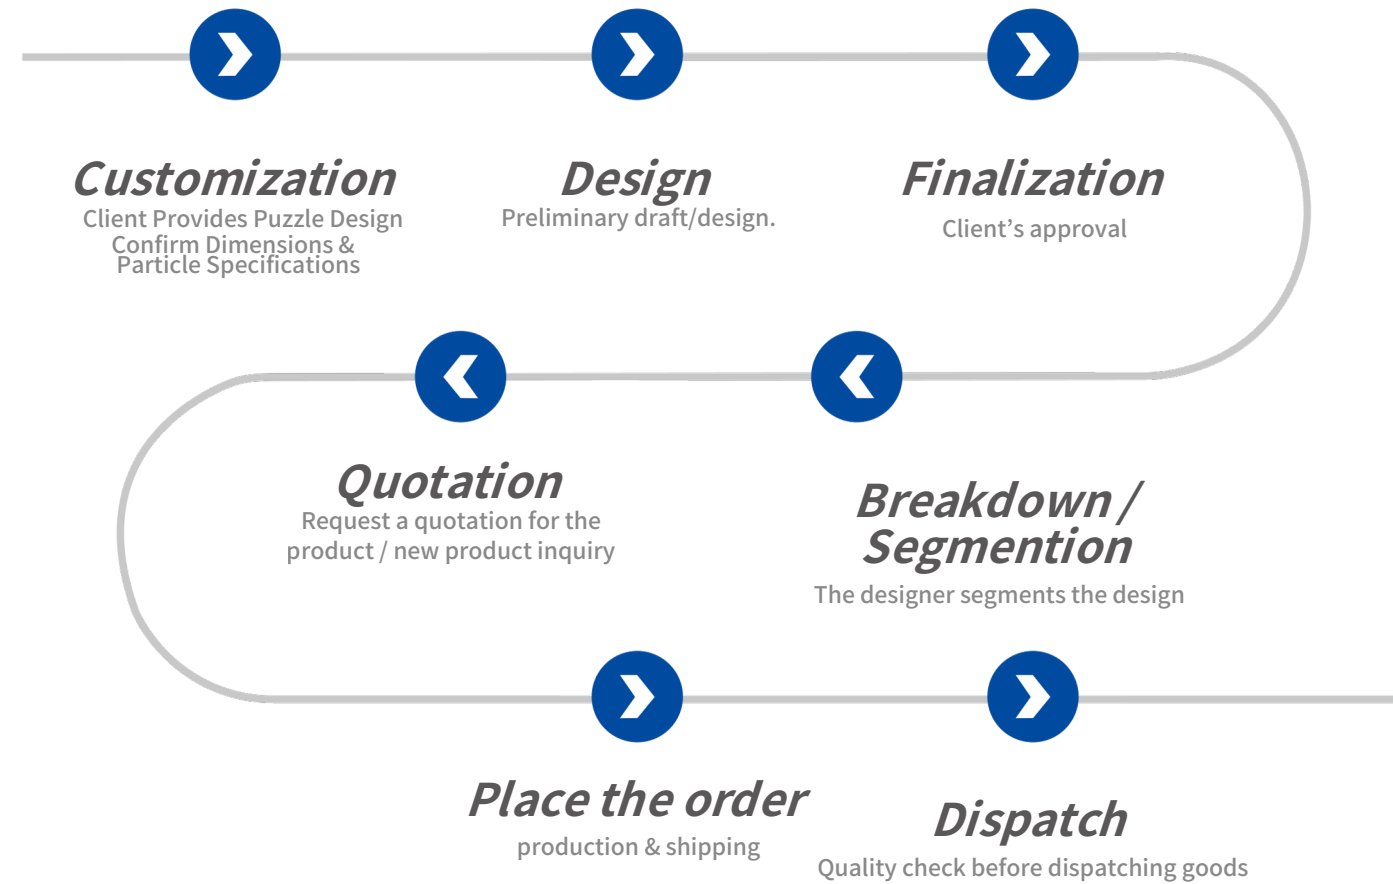 Customization
Client Provides Puzzle Design
Confirm Dimensions &
Particle Specifications
Design
Preliminary draft/design.
Finalization
Client’s approval
Quotation
Request a quotation for the
product / new product inquiry
Breakdown /
Segmention
The designer segments the design
Place the order
production & shipping
Dispatch
Quality check before dispatching goods